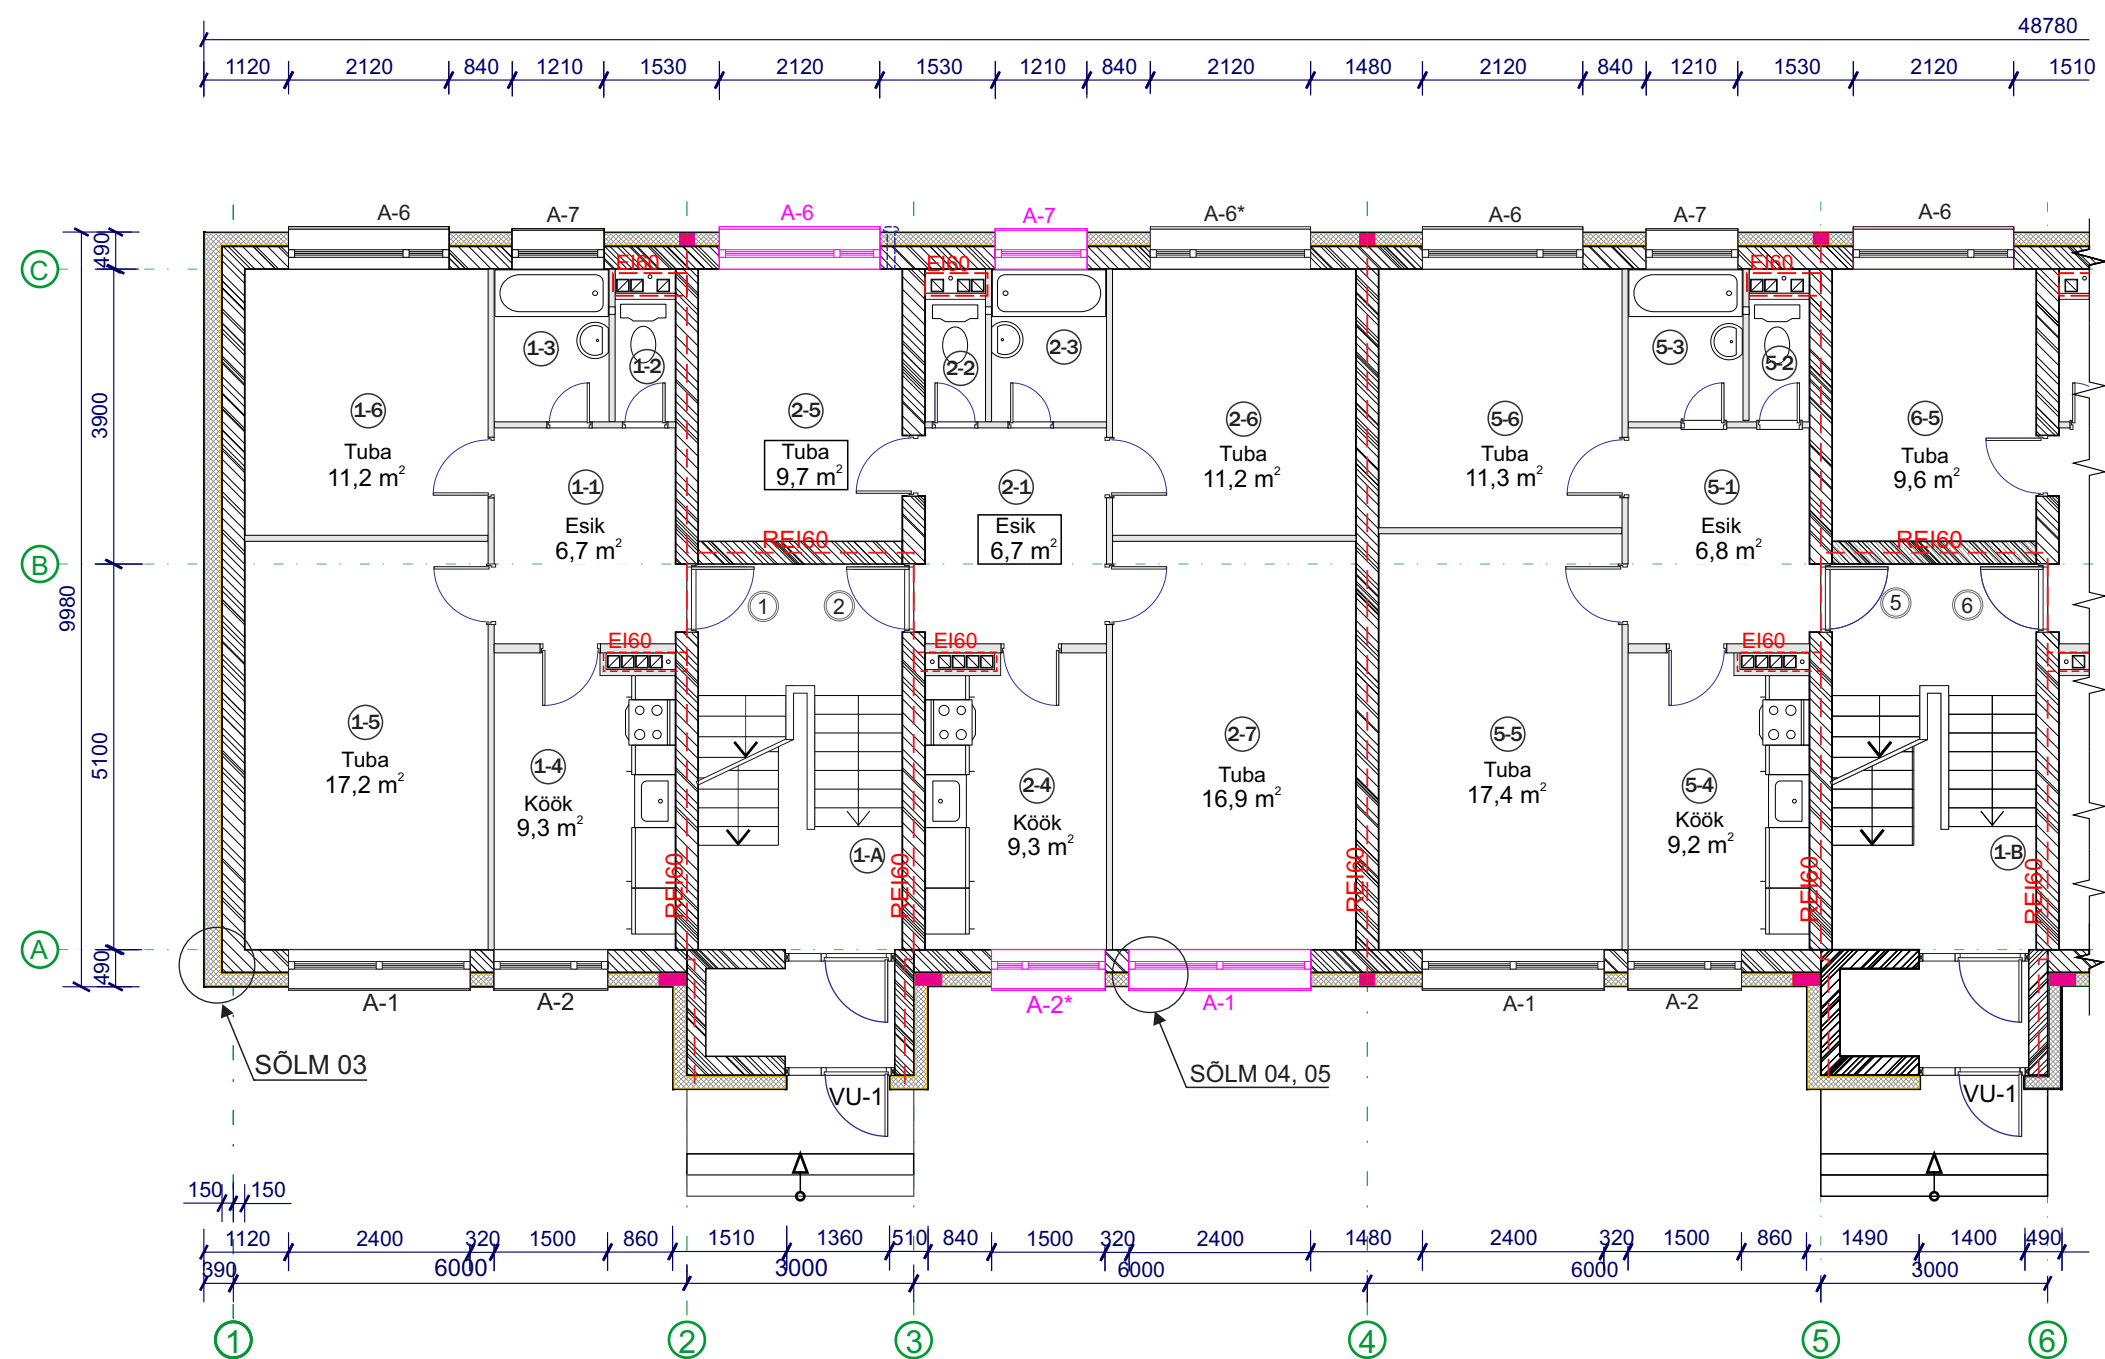 48780
1120 2120 840 1210 1530 2120 1530 1210 840 2120 1480 2120 840 1210 1530 2120 1510
A-6 A-7 A-6 A-7 A-6* A-6 A-7 A-6
490
C
EI60 EI60 EI60
1-3 1-2 2-2 2-3 5-3 5-2
3900
1-6
Tuba
11,2 m²
2-5
Tuba
9,7 m²
2-6
Tuba
11,2 m²
5-6
Tuba
11,3 m²
6-5
Tuba
9,6 m²
1-1
Esik
6,7 m²
2-1
Esik
6,7 m²
5-1
Esik
6,8 m²
REI60 REI60
B
9980
1 2 5 6
EI60 EI60 EI60
5100
1-5
Tuba
17,2 m²
1-4
Köök
9,3 m²
2-4
Köök
9,3 m²
2-7
Tuba
16,9 m²
5-5
Tuba
17,4 m²
5-4
Köök
9,2 m²
1-A 1-B
REI60 REI60 REI60 REI60 REI60
A
490
A-1 A-2 A-2* A-1 A-1 A-2
SÕLM 03
SÕLM 04, 05
VU-1 VU-1
150 150
1120 2400 320 1500 860 1510 1360 510 840 1500 320 2400 1480 2400 320 1500 860 1490 1400 490
390 6000 3000 6000 6000 3000
1 2 3 4 5 6